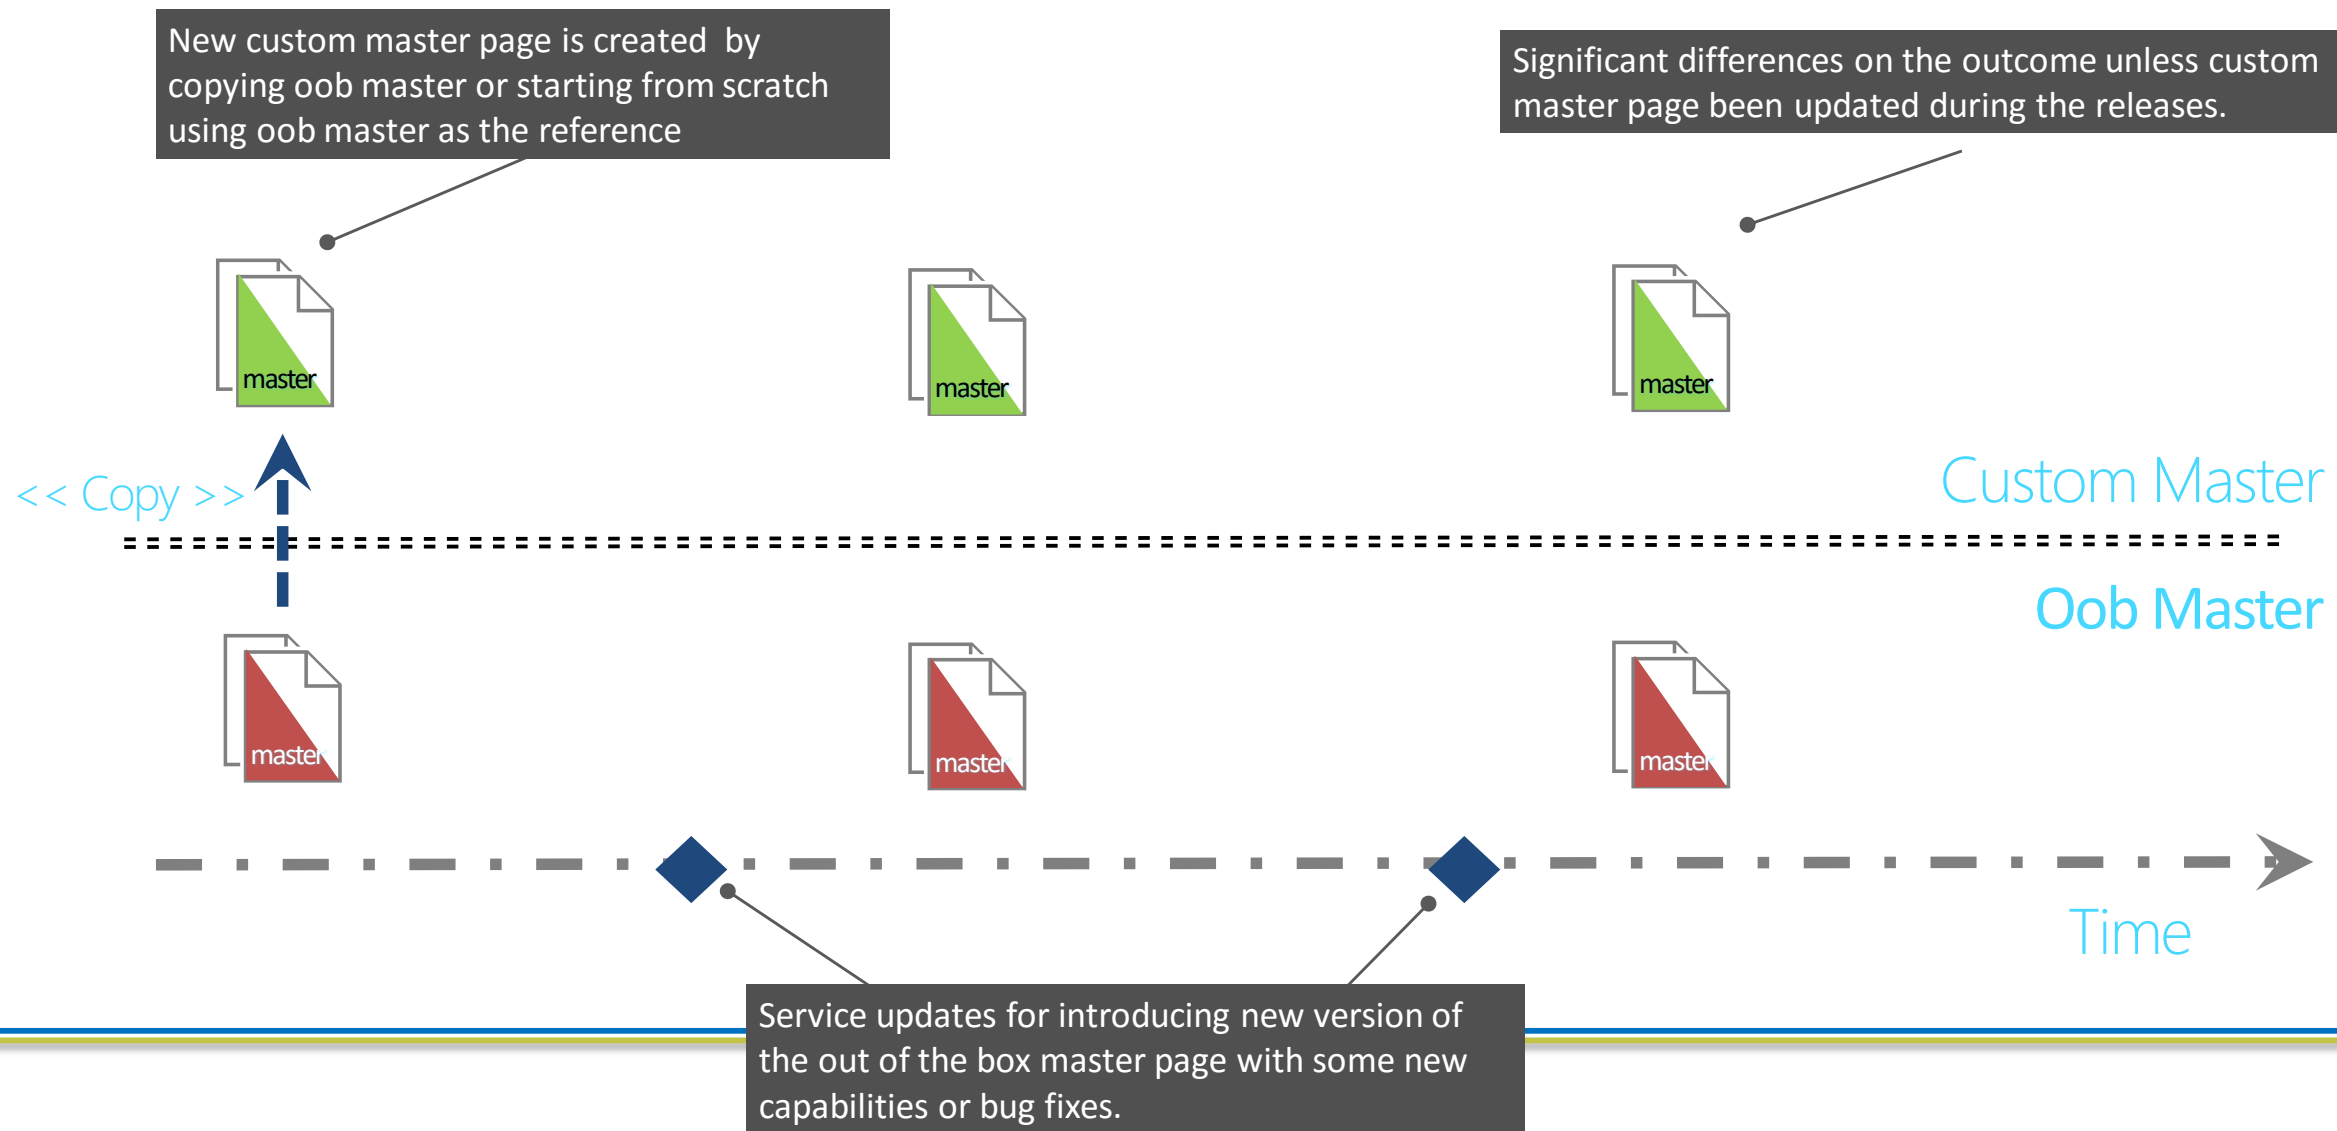 New custom master page is created  by
copying oob master or starting from scratch
using oob master as the reference
Significant differences on the outcome unless custom
master page been updated during the releases.
master
master
master
<< Copy >>
Custom Master
Oob Master
master
master
master
Time
Service updates for introducing new version of
the out of the box master page with some new
capabilities or bug fixes.